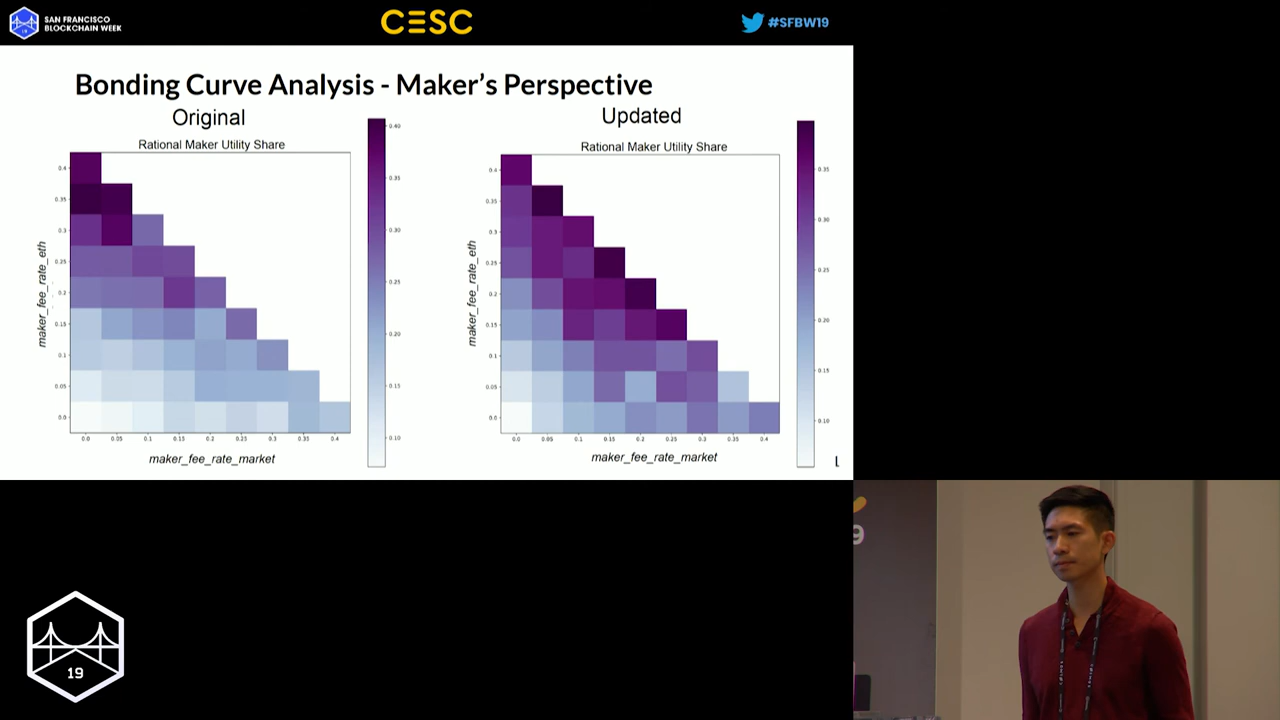 SAN FRANCISCO
BLOCKCHAIN WEEK
19
CESC
#SFBW19
Bonding Curve Analysis - Maker's Perspective
Original
Updated
Rational Maker Utility Share
Rational Maker Utility Share
maker_fee_rate_eth
0.4
0.35
0.3
0.25
0.2
0.15
0.1
0.05
0.0
0.0 0.05 0.1 0.15 0.2 0.25 0.3 0.35 0.4
maker_fee_rate_market
0.40
0.35
0.30
0.25
0.20
0.15
0.10
maker_fee_rate_eth
0.4
0.35
0.3
0.25
0.2
0.15
0.1
0.05
0.0
0.0 0.05 0.1 0.15 0.2 0.25 0.3 0.35 0.4
maker_fee_rate_market
0.35
0.30
0.25
0.20
0.15
0.10
L
19
9